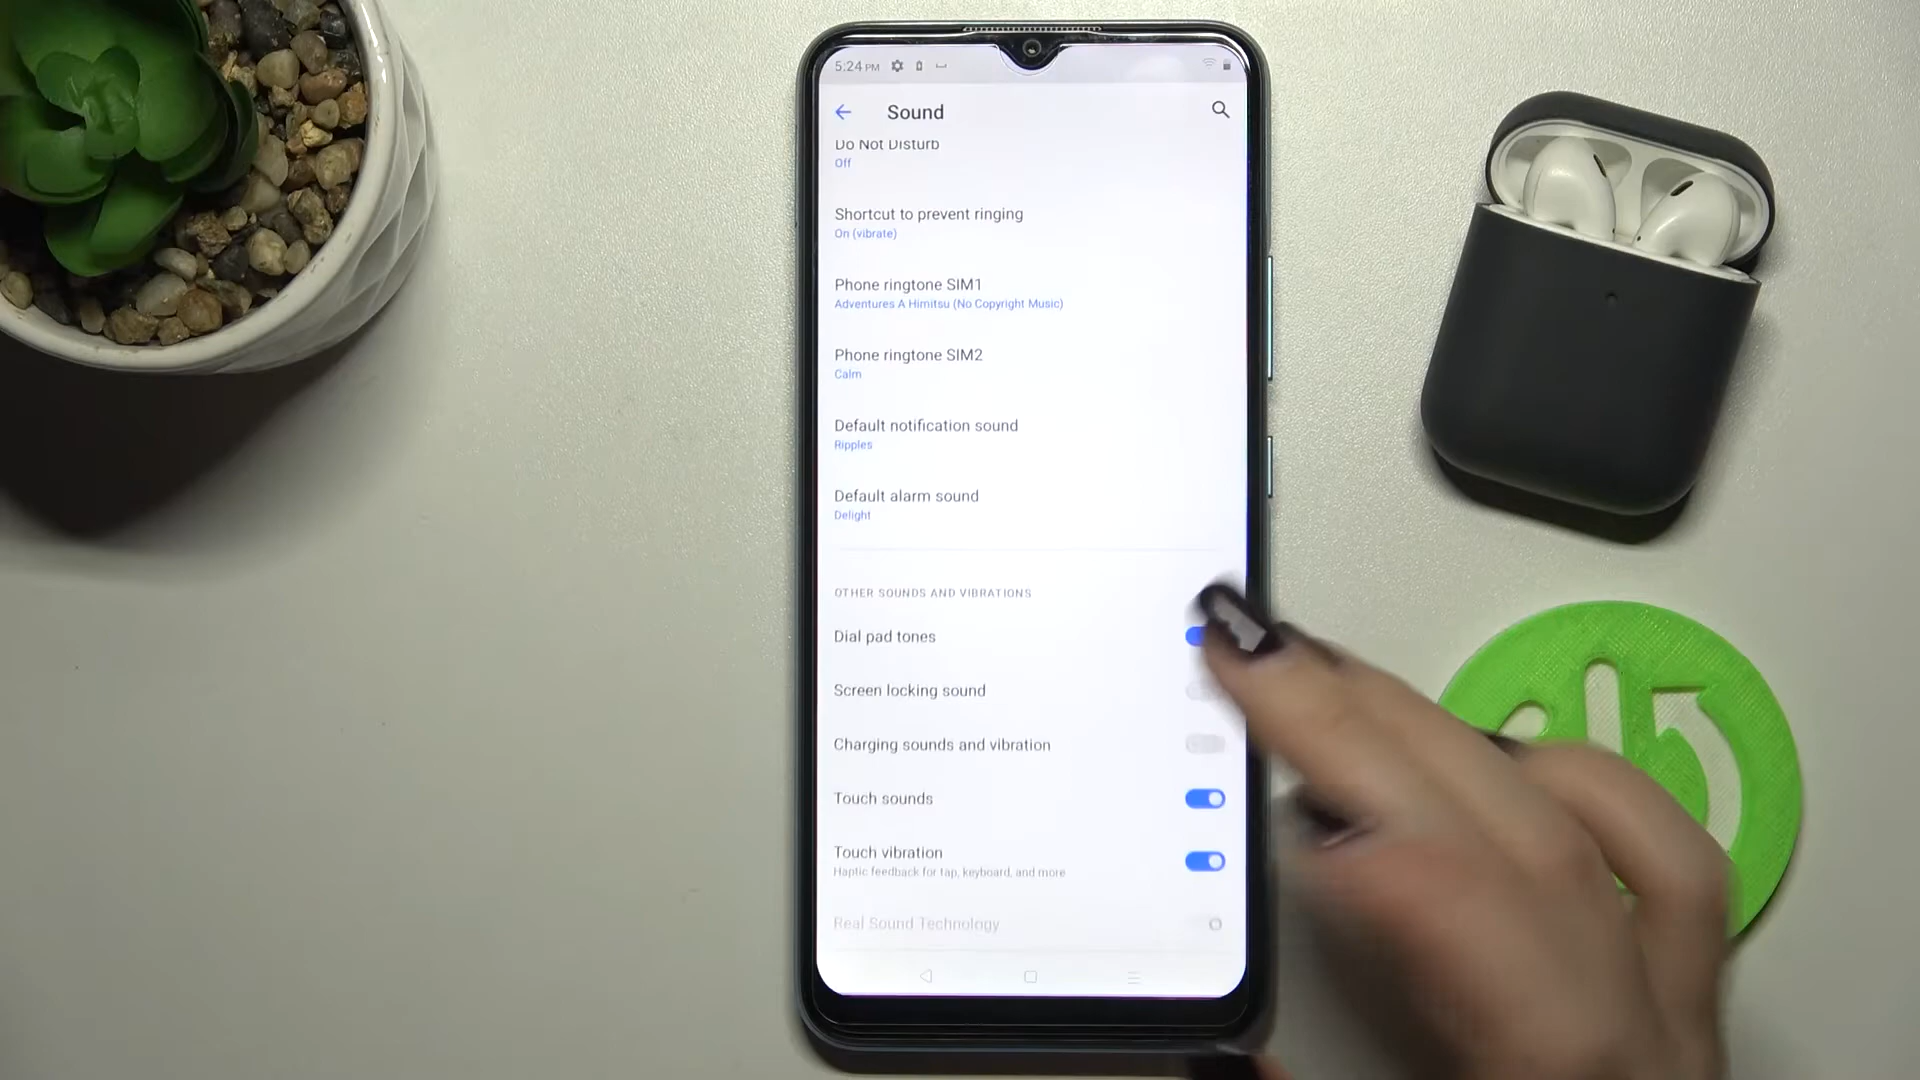 5:24 PM
Sound
Do Not Disturb
Off
Shortcut to prevent ringing
On (vibrate)
Phone ringtone SIM1
Adventures A Himitsu (No Copyright Music)
Phone ringtone SIM2
Calm
Default notification sound
Ripples
Default alarm sound
Delight
OTHER SOUNDS AND VIBRATIONS
Dial pad tones
Screen locking sound
Charging sounds and vibration
Touch sounds
Touch vibration
Haptic feedback for tap, keyboard, and more
Real Sound Technology